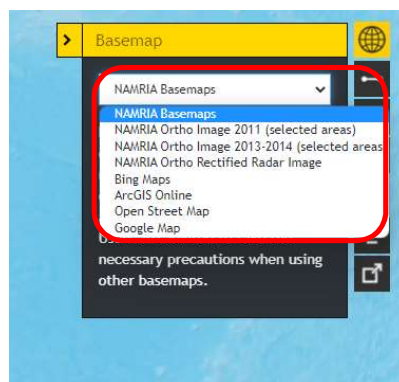 Basemap
NAMRIA Basemaps
NAMRIA Basemaps
NAMRIA Ortho Image 2011 (selected areas)
NAMRIA Ortho Image 2013-2014 (selected areas
NAMRIA Ortho Rectified Radar Image
Bing Maps
ArcGIS Online
Open Street Map
Google Map
necessary precautions when using
other basemaps.